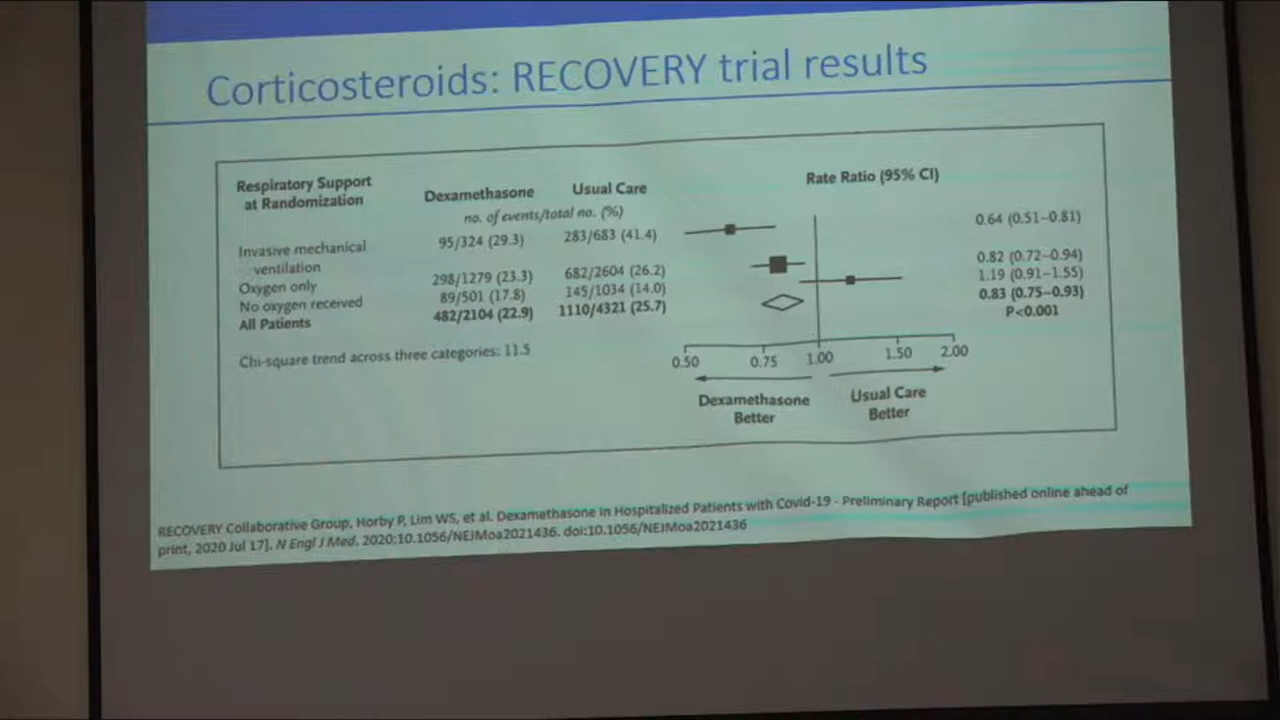 Corticosteroids: RECOVERY trial results
Respiratory Support
at Randomization
Dexamethasone
Usual Care
Rate Ratio (95% CI)
no. of events/total no. (%)
Invasive mechanical
ventilation
95/324 (29.3)
283/683 (41.4)
0.64 (0.51–0.81)
Oxygen only
298/1279 (23.3)
682/2604 (26.2)
0.82 (0.72–0.94)
No oxygen received
89/501 (17.8)
145/1034 (14.0)
1.19 (0.91–1.55)
All Patients
482/2104 (22.9)
1110/4321 (25.7)
0.83 (0.75–0.93)
P<0.001
Chi-square trend across three categories: 11.5
0.50 0.75 1.00 1.50 2.00
Dexamethasone
Better
Usual Care
Better
RECOVERY Collaborative Group, Horby P, Lim WS, et al. Dexamethasone in Hospitalized Patients with Covid-19 - Preliminary Report [published online ahead of
print, 2020 Jul 17]. N Engl J Med. 2020;10.1056/NEJMoa2021436. doi:10.1056/NEJMoa2021436